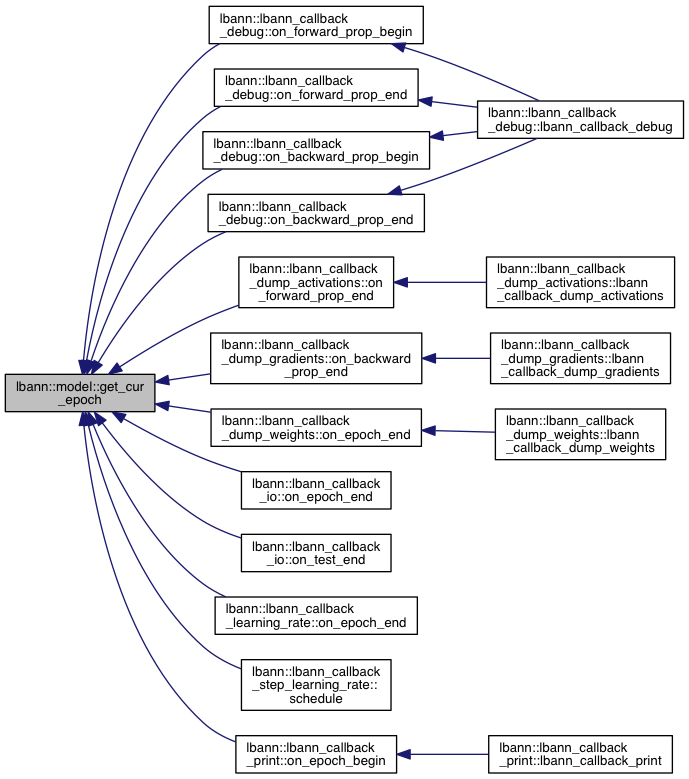 lbann::lbann_callback
_debug::on_forward_prop_begin
lbann::lbann_callback
_debug::on_forward_prop_end
lbann::lbann_callback
_debug::lbann_callback_debug
lbann::lbann_callback
_debug::on_backward_prop_begin
lbann::lbann_callback
_debug::on_backward_prop_end
lbann::lbann_callback
_dump_activations::on
_forward_prop_end
lbann::lbann_callback
_dump_activations::lbann
_callback_dump_activations
lbann::lbann_callback
_dump_gradients::on_backward
_prop_end
lbann::lbann_callback
_dump_gradients::lbann
_callback_dump_gradients
lbann::model::get_cur
_epoch
lbann::lbann_callback
_dump_weights::on_epoch_end
lbann::lbann_callback
_dump_weights::lbann
_callback_dump_weights
lbann::lbann_callback
_io::on_epoch_end
lbann::lbann_callback
_io::on_test_end
lbann::lbann_callback
_learning_rate::on_epoch_end
lbann::lbann_callback
_step_learning_rate::
schedule
lbann::lbann_callback
_print::on_epoch_begin
lbann::lbann_callback
_print::lbann_callback_print